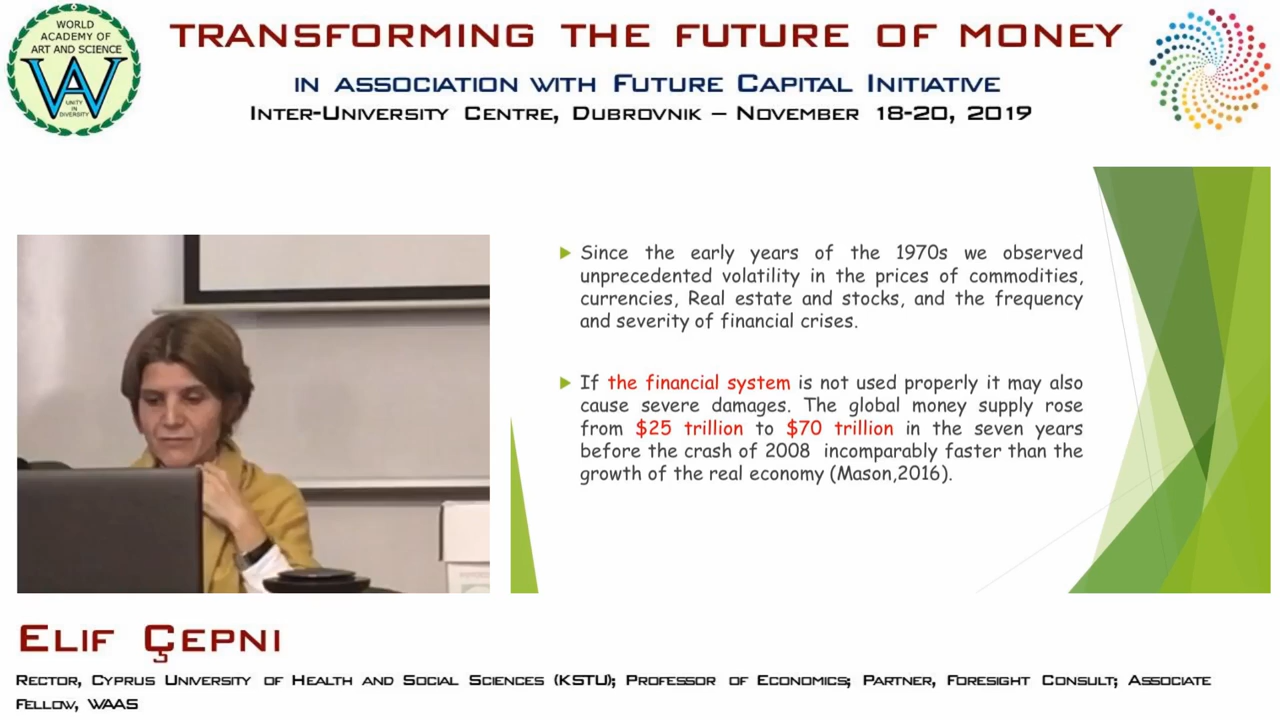 WORLD
ACADEMY OF
ART AND SCIENCE
UNITY
IN
DIVERSITY
TRANSFORMING THE FUTURE OF MONEY
IN ASSOCIATION WITH FUTURE CAPITAL INITIATIVE
INTER-UNIVERSITY CENTRE, DUBROVNIK – NOVEMBER 18-20, 2019
Since the early years of the 1970s we observed
unprecedented volatility in the prices of commodities,
currencies, Real estate and stocks, and the frequency
and severity of financial crises.
If the financial system is not used properly it may also
cause severe damages. The global money supply rose
from $25 trillion to $70 trillion in the seven years
before the crash of 2008 incomparably faster than the
growth of the real economy (Mason,2016).
ELIF ÇEPNI
RECTOR, CYPRUS UNIVERSITY OF HEALTH AND SOCIAL SCIENCES (KSTU); PROFESSOR OF ECONOMICS; PARTNER, FORESIGHT CONSULT; ASSOCIATE
FELLOW, WAAS